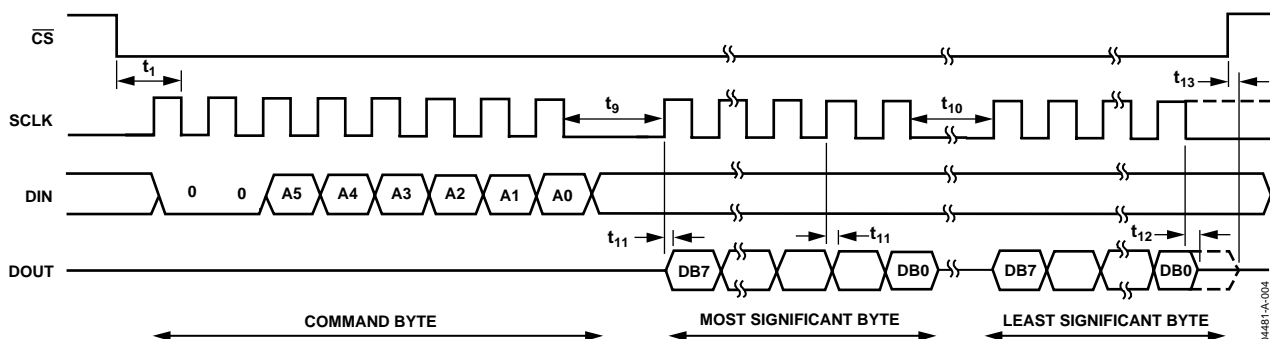 CS
t1
t13
SCLK
t9
t10
DIN
0 0 A5 A4 A3 A2 A1 A0
t11
t11
t12
DOUT
DB7 DB0 DB7 DB0
COMMAND BYTE MOST SIGNIFICANT BYTE LEAST SIGNIFICANT BYTE
04481-A-004